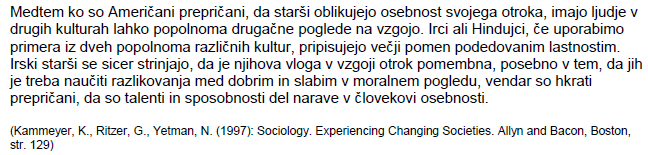 Medtem ko so Američani prepričani, da starši oblikujejo osebnost svojega otroka, imajo ljudje v
drugih kulturah lahko popolnoma drugačne poglede na vzgojo. Irci ali Hindujci, če uporabimo
primera iz dveh popolnoma različnih kultur, pripisujejo večji pomen podedovanim lastnostim.
Irski starši se sicer strinjajo, da je njihova vloga v vzgoji otrok pomembna, posebno v tem, da jih
je treba naučiti razlikovanja med dobrim in slabim v moralnem pogledu, vendar so hkrati
prepričani, da so talenti in sposobnosti del narave v človekovi osebnosti.
(Kammeyer, K., Ritzer, G., Yetman, N. (1997): Sociology. Experiencing Changing Societies. Allyn and Bacon, Boston,
str. 129)